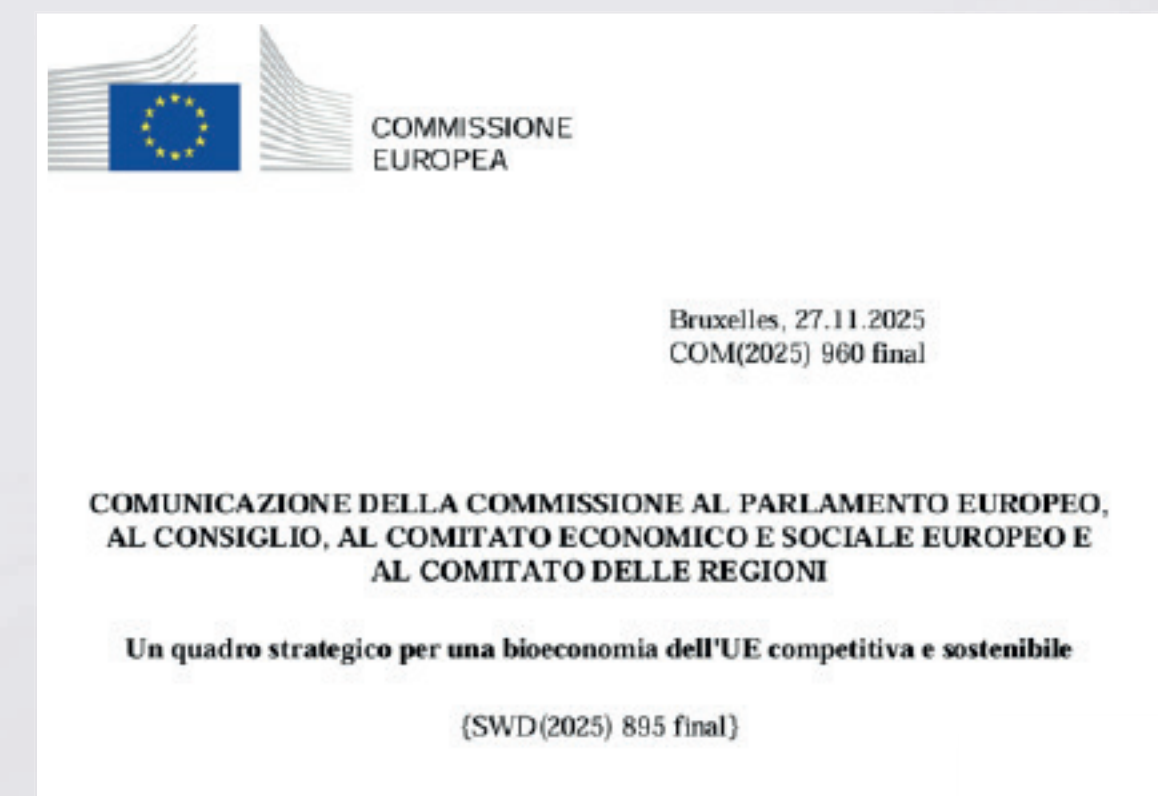 COMMISSIONE
EUROPEA
Bruxelles, 27.11.2025
COM(2025) 960 final
COMUNICAZIONE DELLA COMMISSIONE AL PARLAMENTO EUROPEO,
AL CONSIGLIO, AL COMITATO ECONOMICO E SOCIALE EUROPEO E
AL COMITATO DELLE REGIONI
Un quadro strategico per una bioeconomia dell'UE competitiva e sostenibile
{SWD(2025) 895 final}